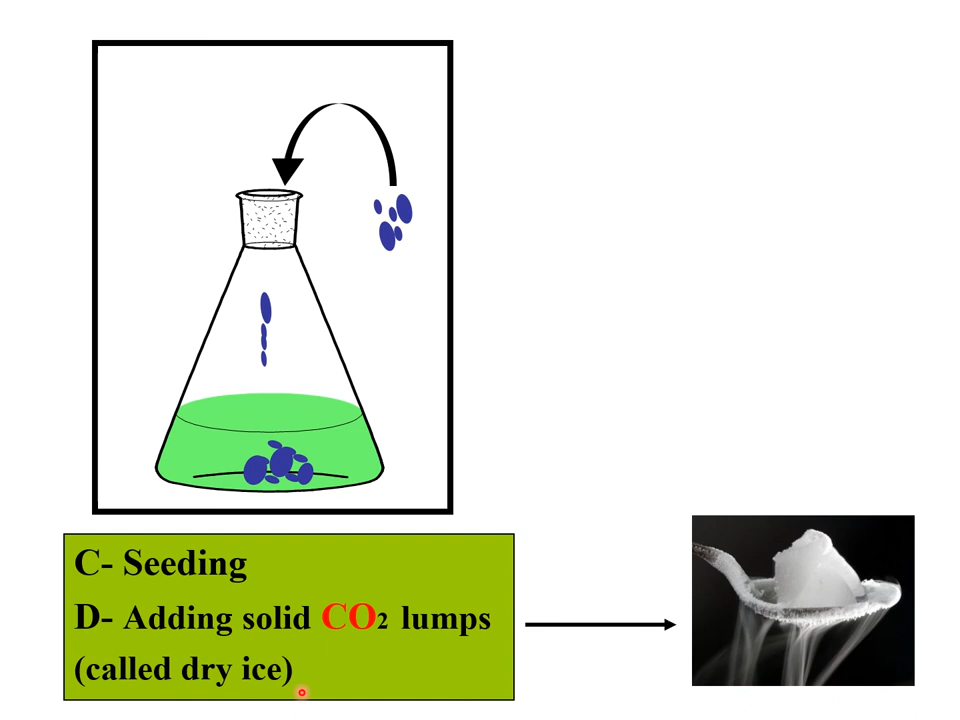 C- Seeding
D- Adding solid CO₂ lumps
(called dry ice)